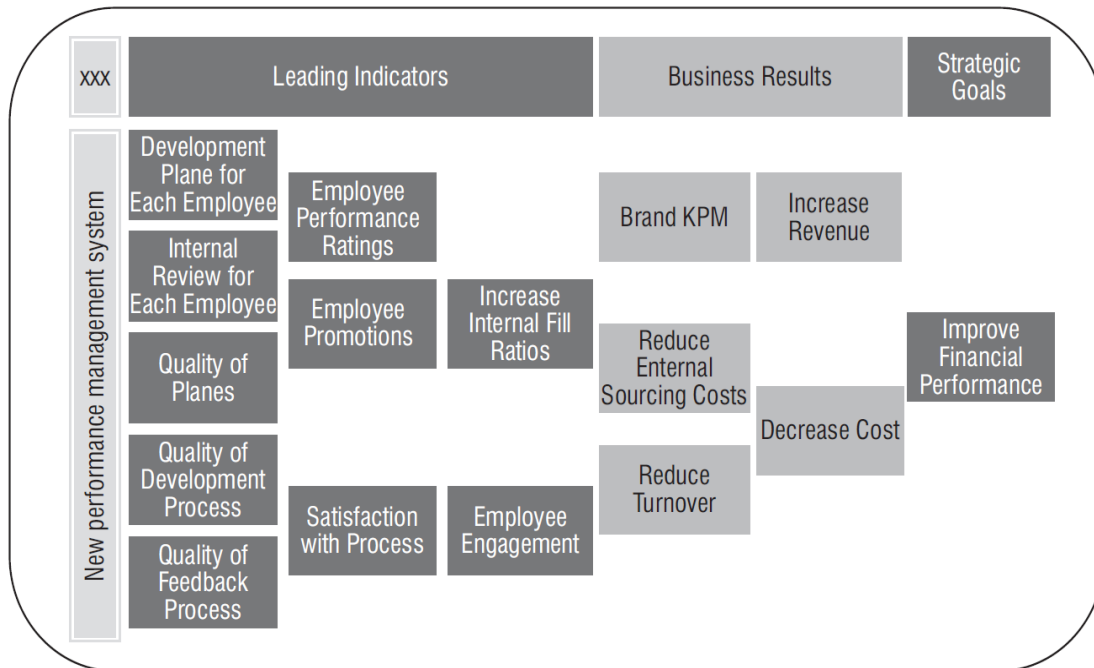 xxx
Leading Indicators
Business Results
Strategic
Goals
New performance management system
Development
Plane for
Each Employee
Internal
Review for
Each Employee
Quality of
Planes
Quality of
Development
Process
Quality of
Feedback
Process
Employee
Performance
Ratings
Employee
Promotions
Satisfaction
with Process
Increase
Internal Fill
Ratios
Employee
Engagement
Brand KPM
Reduce
Enternal
Sourcing Costs
Reduce
Turnover
Increase
Revenue
Decrease Cost
Improve
Financial
Performance